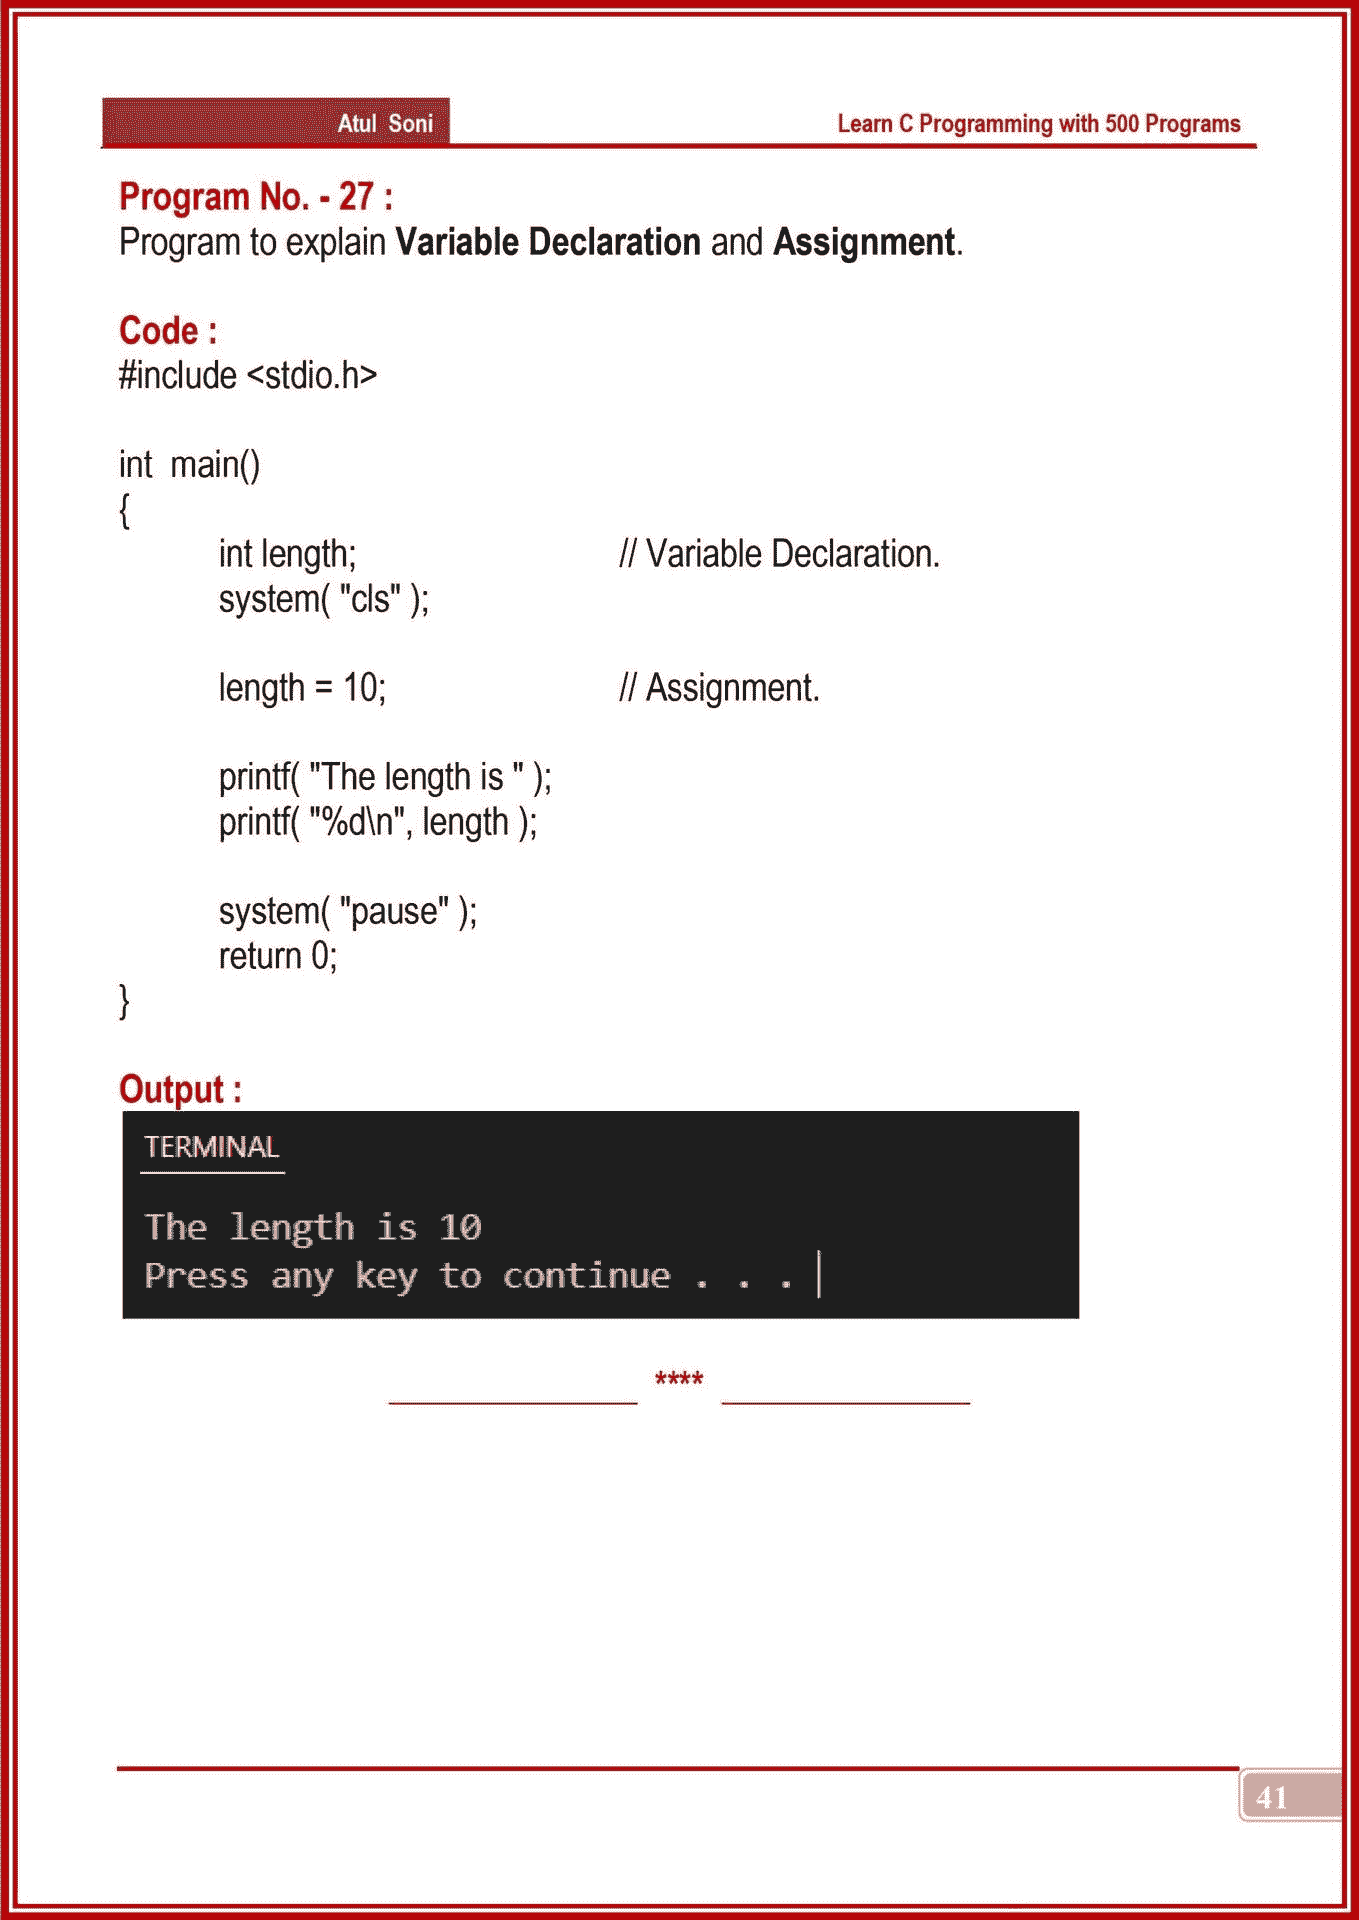 Atul Soni
Learn C Programming with 500 Programs
Program No. - 27 :
Program to explain Variable Declaration and Assignment.
Code :
#include <stdio.h>
int main()
{
int length; // Variable Declaration.
system( "cls" );
length = 10; // Assignment.
printf( "The length is " );
printf( "%d\n", length );
system( "pause" );
return 0;
}
Output :
TERMINAL
The length is 10
Press any key to continue . . .
****
41